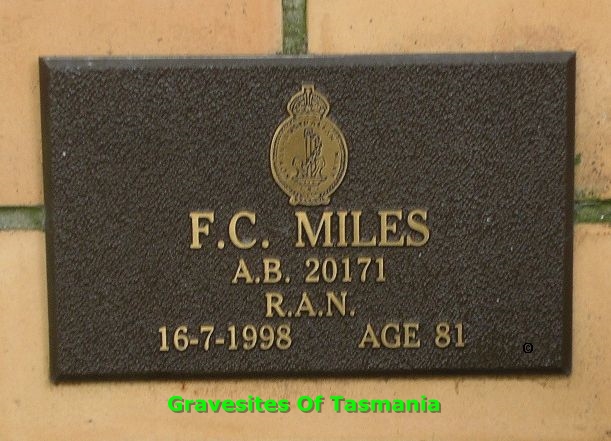 F.C. MILES
A.B. 20171
R.A.N.
16-7-1998 AGE 81
©
Gravesites Of Tasmania